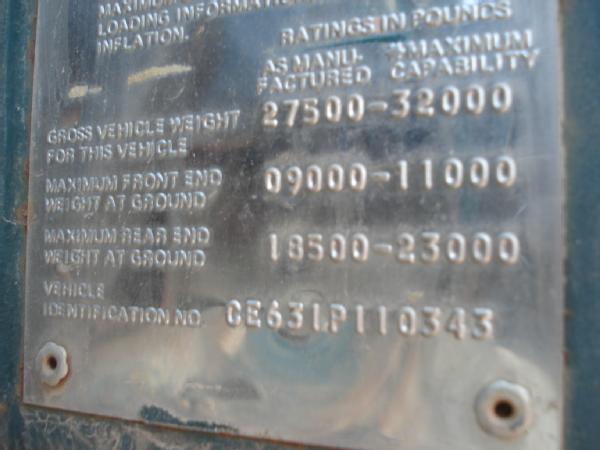 MAXIMUM
LOADING INFORMATION
INFLATION.
RATINGS IN POUNDS
AS MANU-
FACTURED
*MAXIMUM
CAPABILITY
GROSS VEHICLE WEIGHT
FOR THIS VEHICLE
27500-32000
MAXIMUM FRONT END
WEIGHT AT GROUND
09000-11000
MAXIMUM REAR END
WEIGHT AT GROUND
18500-23000
VEHICLE
IDENTIFICATION NO.
CE631P110343